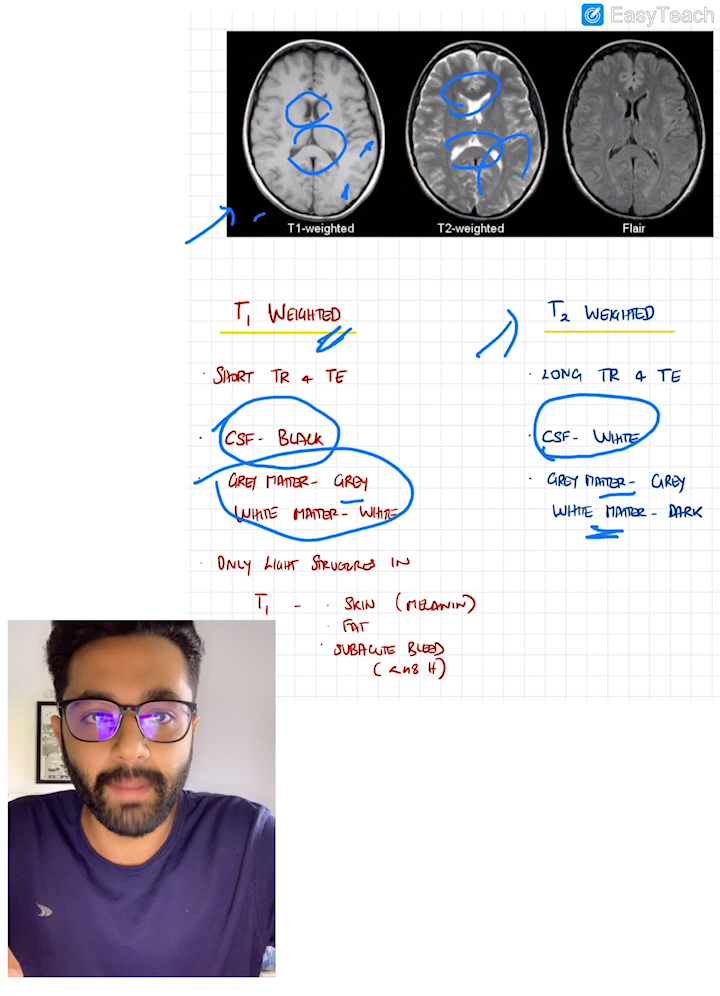 EasyTeach
T1-weighted
T2-weighted
Flair
T1 WEIGHTED
· SHORT TR & TE
· CSF - BLACK
· GREY MATTER - GREY
WHITE MATTER - WHITE
· ONLY LIGHT STRUCTURES IN
T1 - · SKIN (MELANIN)
· FAT
· SUBACUTE BLEED
T2 WEIGHTED
· LONG TR & TE
· CSF - WHITE
· GREY MATTER - GREY
WHITE MATTER - DARK